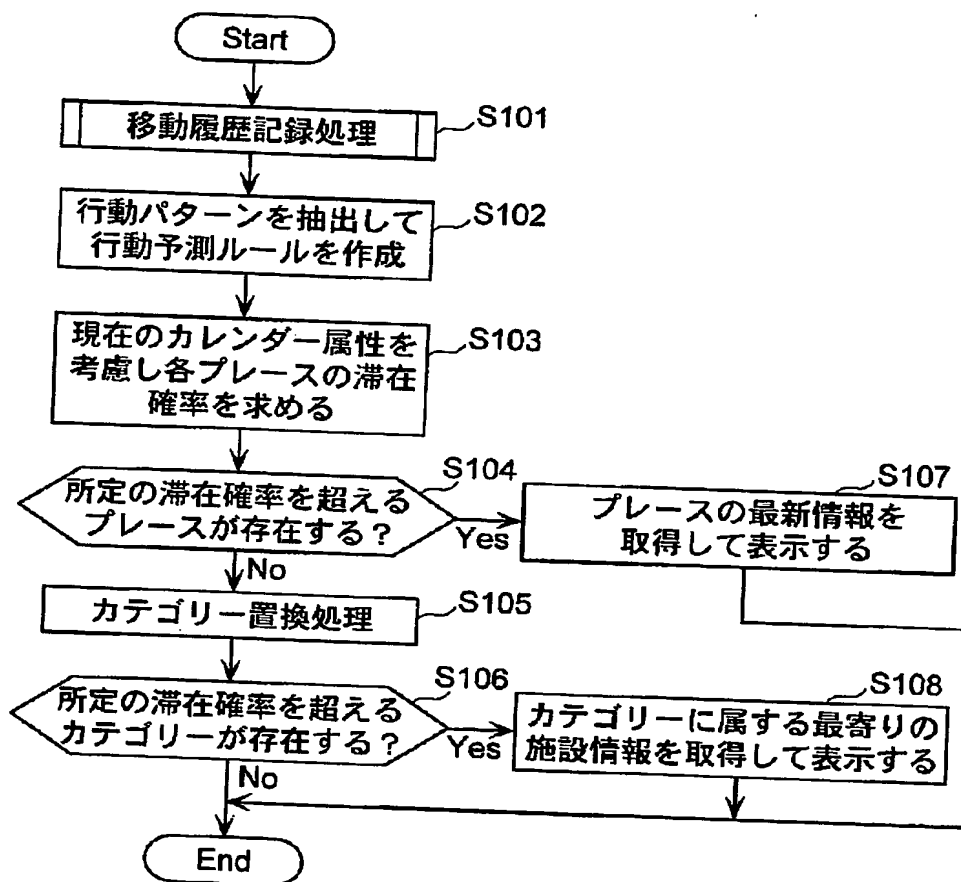 Start
移動履歴記録処理
S101
行動パターンを抽出して
行動予測ルールを作成
S102
現在のカレンダー属性を
考慮し各プレースの滞在
確率を求める
S103
所定の滞在確率を超える
プレースが存在する？
S104
Yes
No
プレースの最新情報を
取得して表示する
S107
カテゴリー置換処理
S105
所定の滞在確率を超える
カテゴリーが存在する？
S106
Yes
No
カテゴリーに属する最寄りの
施設情報を取得して表示する
S108
End